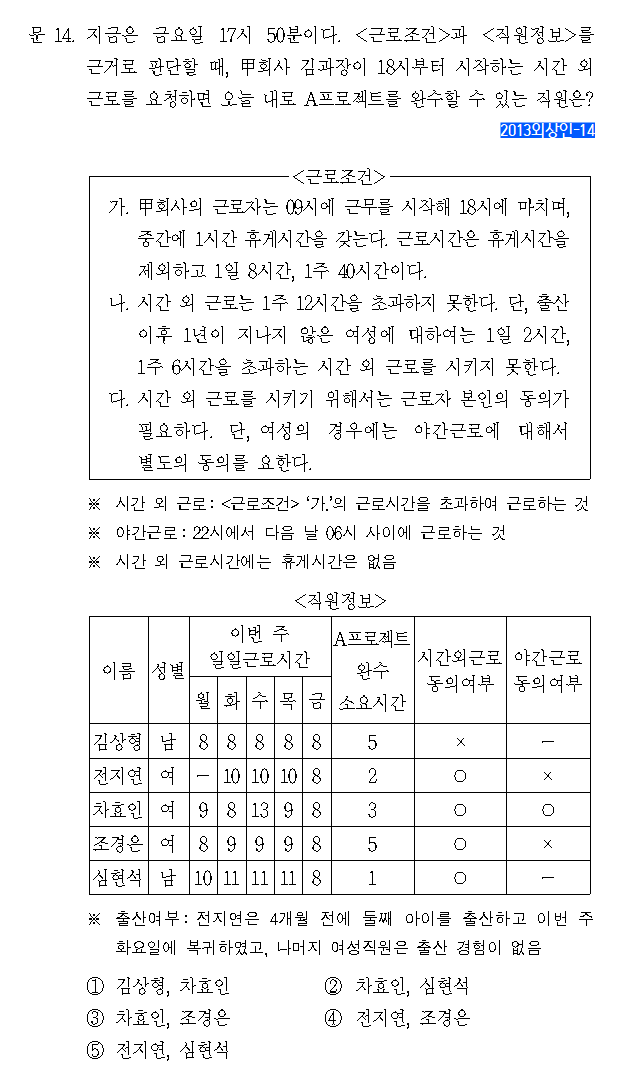 문 14. 지금은 금요일 17시 50분이다. <근로조건>과 <직원정보>를
근거로 판단할 때, 甲회사 김과장이 18시부터 시작하는 시간 외
근로를 요청하면 오늘 내로 A프로젝트를 완수할 수 있는 직원은?
2013외상인-14
<근로조건>
가. 甲회사의 근로자는 09시에 근무를 시작해 18시에 마치며,
중간에 1시간 휴게시간을 갖는다. 근로시간은 휴게시간을
제외하고 1일 8시간, 1주 40시간이다.
나. 시간 외 근로는 1주 12시간을 초과하지 못한다. 단, 출산
이후 1년이 지나지 않은 여성에 대하여는 1일 2시간,
1주 6시간을 초과하는 시간 외 근로를 시키지 못한다.
다. 시간 외 근로를 시키기 위해서는 근로자 본인의 동의가
필요하다. 단, 여성의 경우에는 야간근로에 대해서
별도의 동의를 요한다.
※ 시간 외 근로: <근로조건> ‘가.’의 근로시간을 초과하여 근로하는 것
※ 야간근로: 22시에서 다음 날 06시 사이에 근로하는 것
※ 시간 외 근로시간에는 휴게시간은 없음
<직원정보>
이름 성별 이번 주 일일근로시간 A프로젝트 완수 소요시간 시간외근로 동의여부 야간근로 동의여부
월 화 수 목 금
김상형 남 8 8 8 8 8 5 × －
전지연 여 － 10 10 10 8 2 ○ ×
차효인 여 9 8 13 9 8 3 ○ ○
조경은 여 8 9 9 9 8 5 ○ ×
심현석 남 10 11 11 11 8 1 ○ －
※ 출산여부: 전지연은 4개월 전에 둘째 아이를 출산하고 이번 주
화요일에 복귀하였고, 나머지 여성직원은 출산 경험이 없음
① 김상형, 차효인 ② 차효인, 심현석
③ 차효인, 조경은 ④ 전지연, 조경은
⑤ 전지연, 심현석